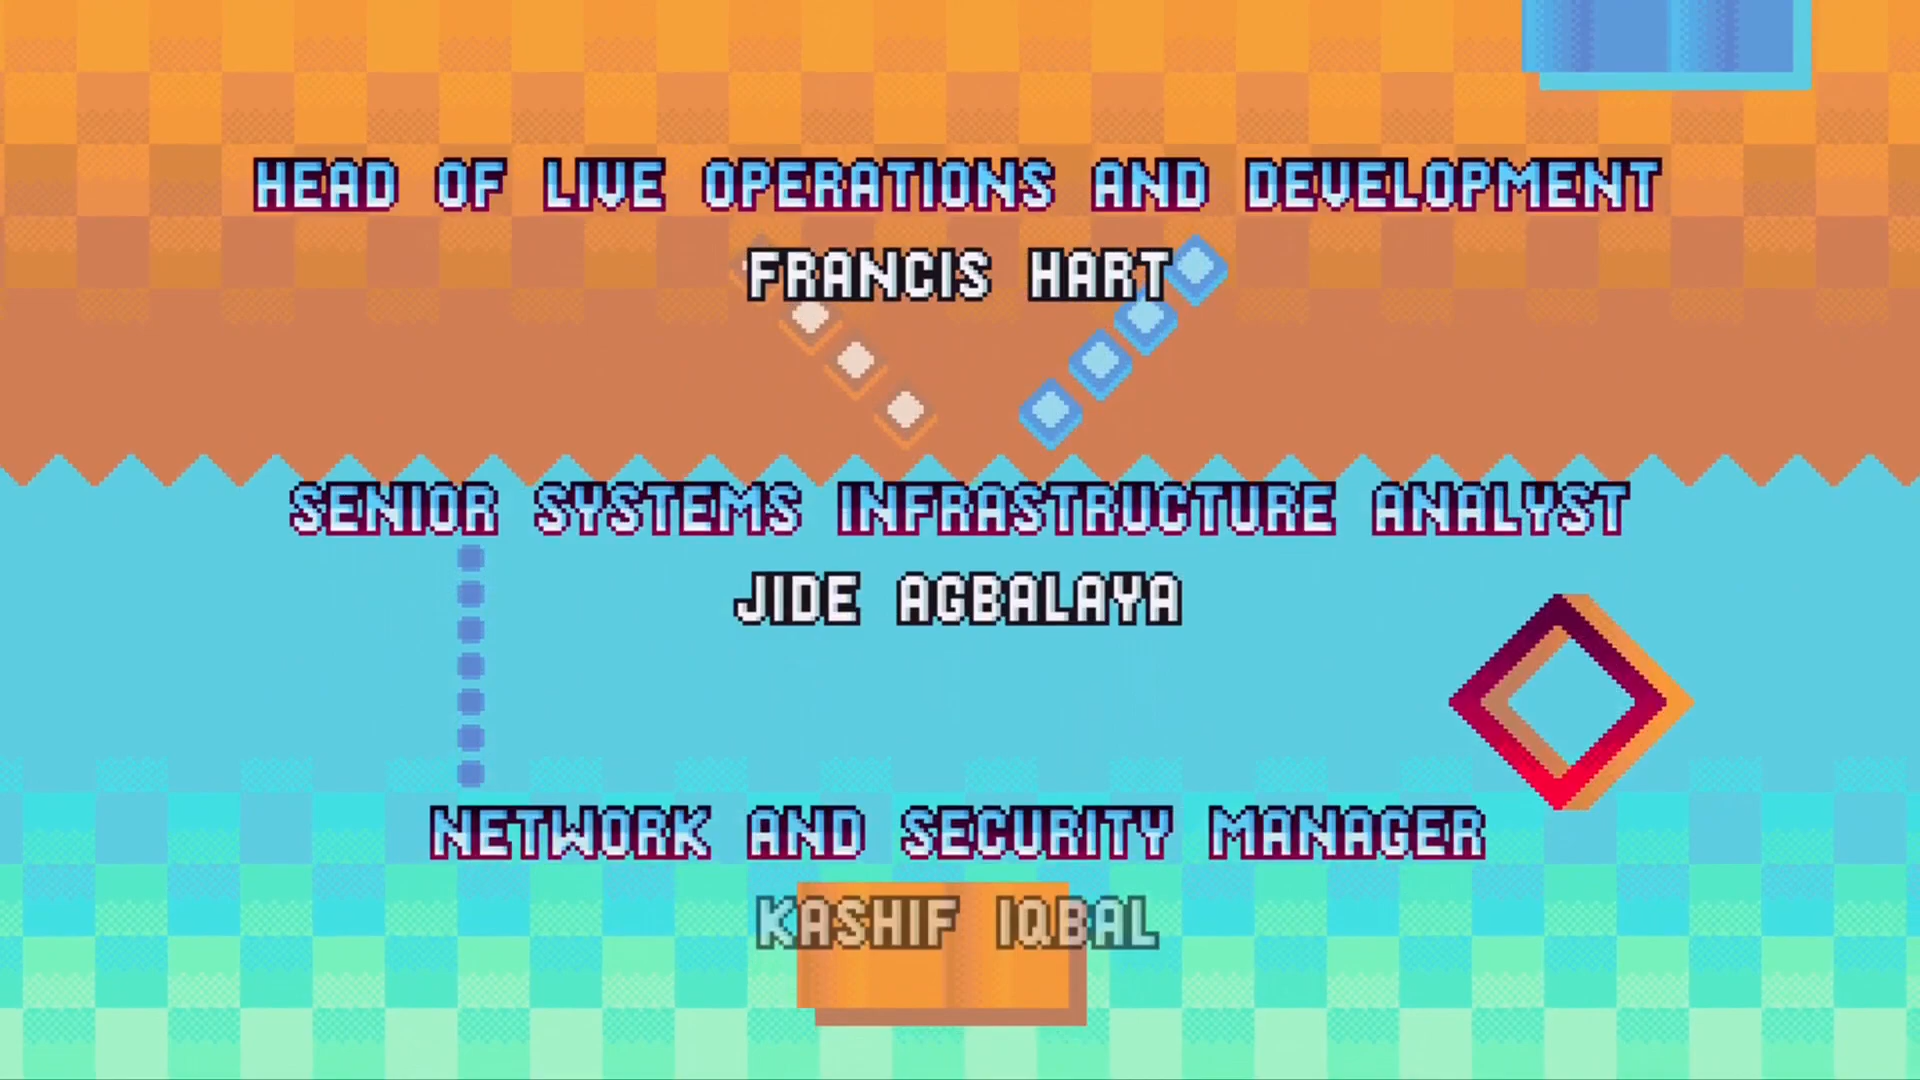 HEAD OF LIVE OPERATIONS AND DEVELOPMENT
FRANCIS HART
SENIOR SYSTEMS INFRASTRUCTURE ANALYST
JIDE AGBALAYA
NETWORK AND SECURITY MANAGER
KASHIF IQBAL